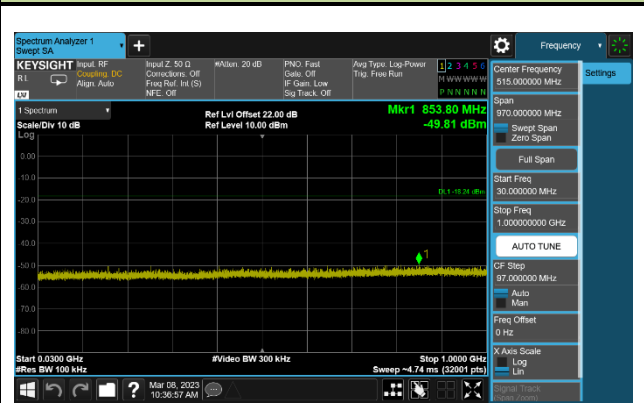 Spectrum Analyzer 1
Swept SA
Frequency
KEYSIGHT
RL
Input: RF
Coupling: DC
Align: Auto
Input Z: 50 Ω
Corrections: Off
Freq Ref: Int (S)
NFE: Off
#Atten: 20 dB
PNO: Fast
Gate: Off
IF Gain: Low
Sig Track: Off
Avg Type: Log-Power
Trig: Free Run
1 2 3 4 5 6
M W W W W W
P N N N N N
Center Frequency
515.000000 MHz
Settings
Span
970.000000 MHz
Swept Span
Zero Span
Full Span
Start Freq
30.000000 MHz
Stop Freq
1.000000000 GHz
AUTO TUNE
CF Step
97.000000 MHz
Auto
Man
Freq Offset
0 Hz
X Axis Scale
Log
Lin
Signal Track
(Span Zoom)
1 Spectrum
Scale/Div 10 dB
Ref Lvl Offset 22.00 dB
Ref Level 10.00 dBm
Mkr1 853.80 MHz
-49.81 dBm
Log
0.00
-10.0
DL1 -18.24 dBm
-20.0
-30.0
-40.0
1
-50.0
-60.0
-70.0
-80.0
Start 0.0300 GHz
#Res BW 100 kHz
#Video BW 300 kHz
Stop 1.0000 GHz
Sweep ~4.74 ms (32001 pts)
?
Mar 08, 2023
10:36:57 AM